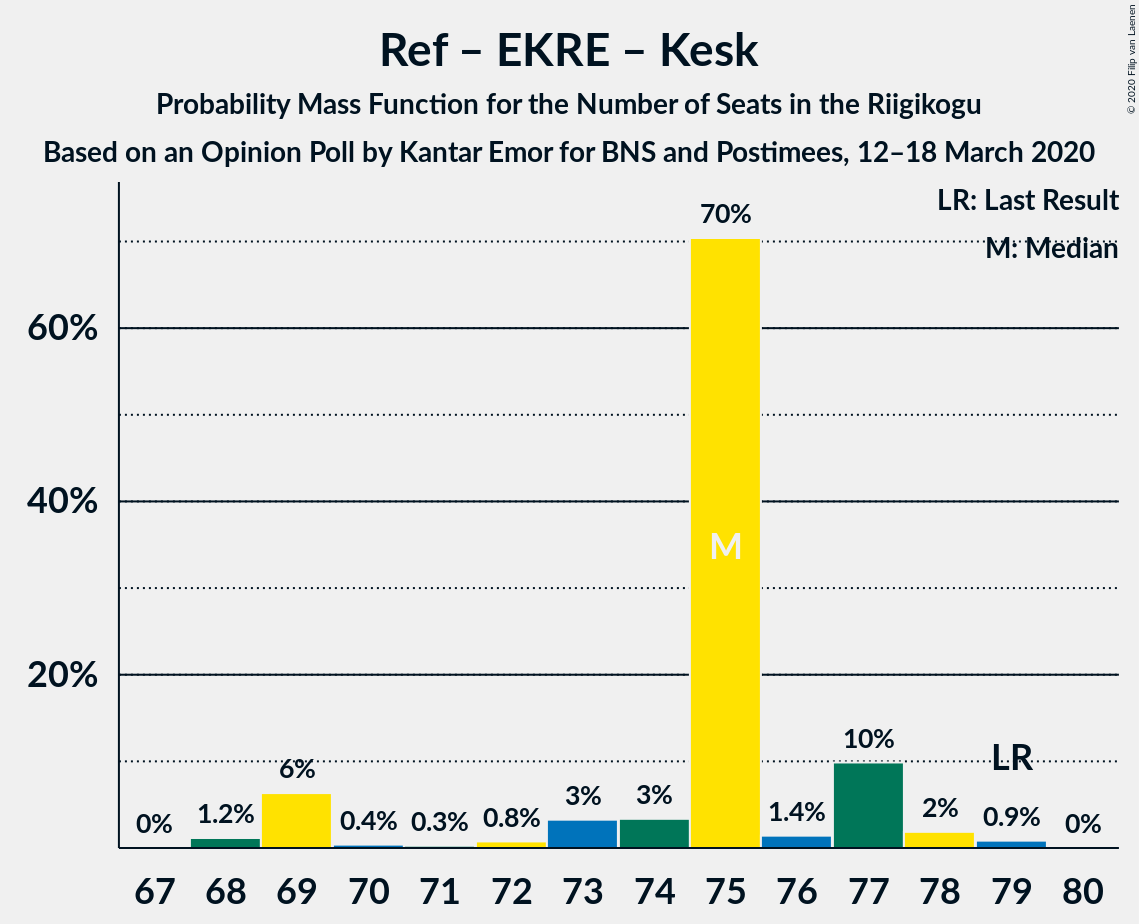 Ref – EKRE – Kesk
Probability Mass Function for the Number of Seats in the Riigikogu
Based on an Opinion Poll by Kantar Emor for BNS and Postimees, 12–18 March 2020
© 2020 Filip van Laenen
LR: Last Result
M: Median
60%
40%
20%
0%
1.2%
6%
0.4%
0.3%
0.8%
3%
3%
70%
M
1.4%
10%
2%
LR
0.9%
0%
67 68 69 70 71 72 73 74 75 76 77 78 79 80